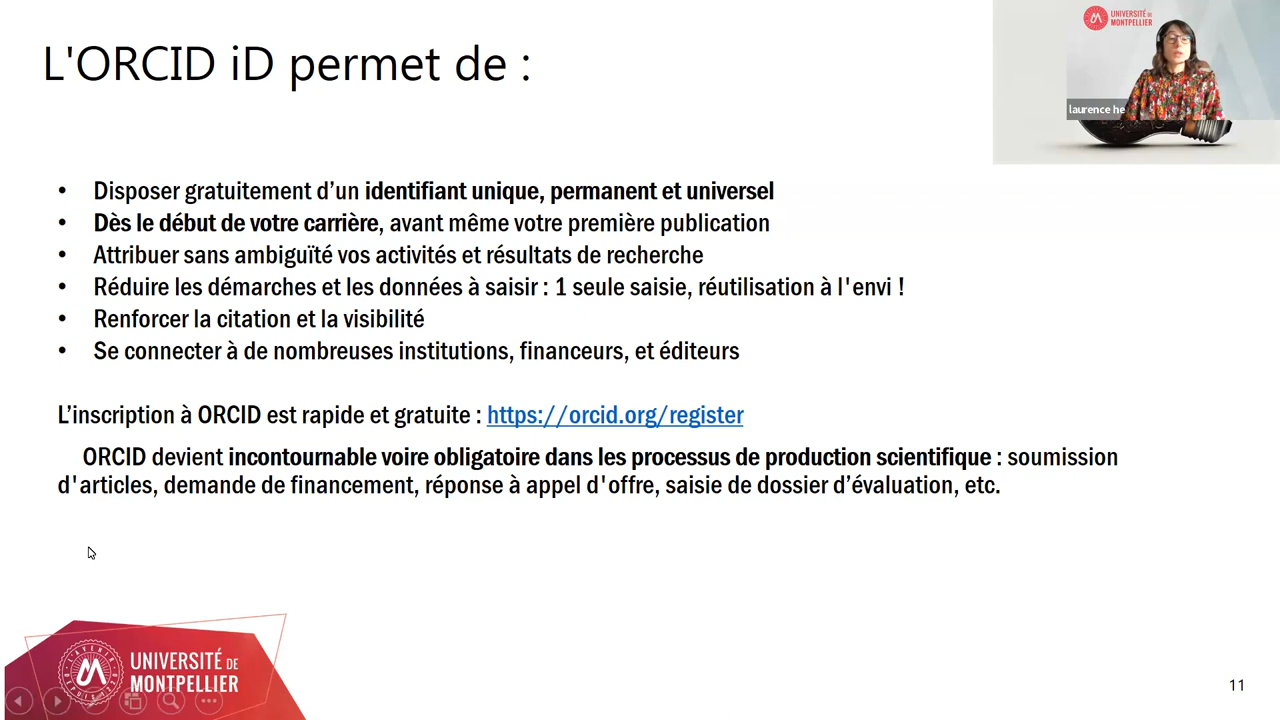 L'ORCID iD permet de :
UNIVERSITÉ DE
MONTPELLIER
laurence he
• Disposer gratuitement d’un identifiant unique, permanent et universel
• Dès le début de votre carrière, avant même votre première publication
• Attribuer sans ambiguïté vos activités et résultats de recherche
• Réduire les démarches et les données à saisir : 1 seule saisie, réutilisation à l'envi !
• Renforcer la citation et la visibilité
• Se connecter à de nombreuses institutions, financeurs, et éditeurs
L’inscription à ORCID est rapide et gratuite : https://orcid.org/register
ORCID devient incontournable voire obligatoire dans les processus de production scientifique : soumission
d'articles, demande de financement, réponse à appel d'offre, saisie de dossier d’évaluation, etc.
UNIVERSITÉ DE
MONTPELLIER
11